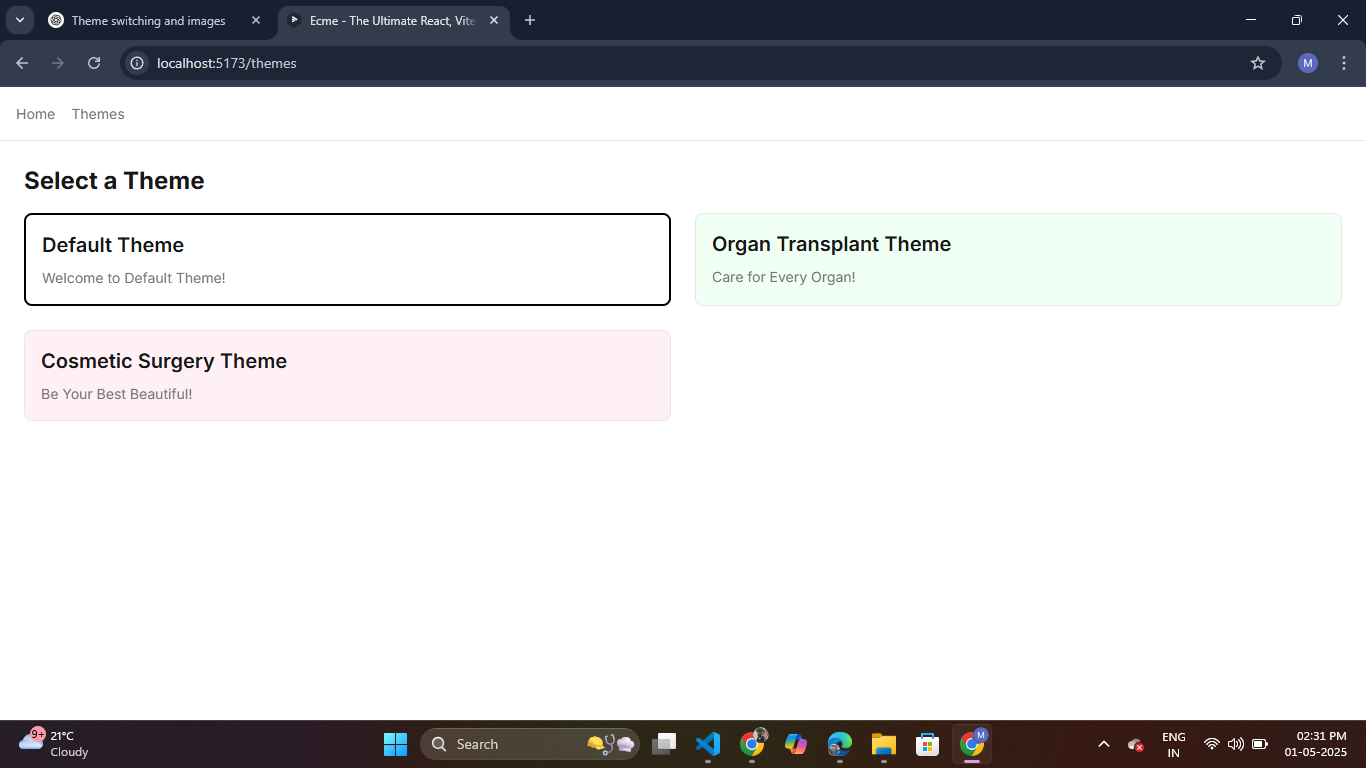 Theme switching and images
Ecme - The Ultimate React, Vite
localhost:5173/themes
M
Home Themes
Select a Theme
Default Theme
Welcome to Default Theme!
Organ Transplant Theme
Care for Every Organ!
Cosmetic Surgery Theme
Be Your Best Beautiful!
9+
21°C
Cloudy
Search
M
ENG
IN
02:31 PM
01-05-2025